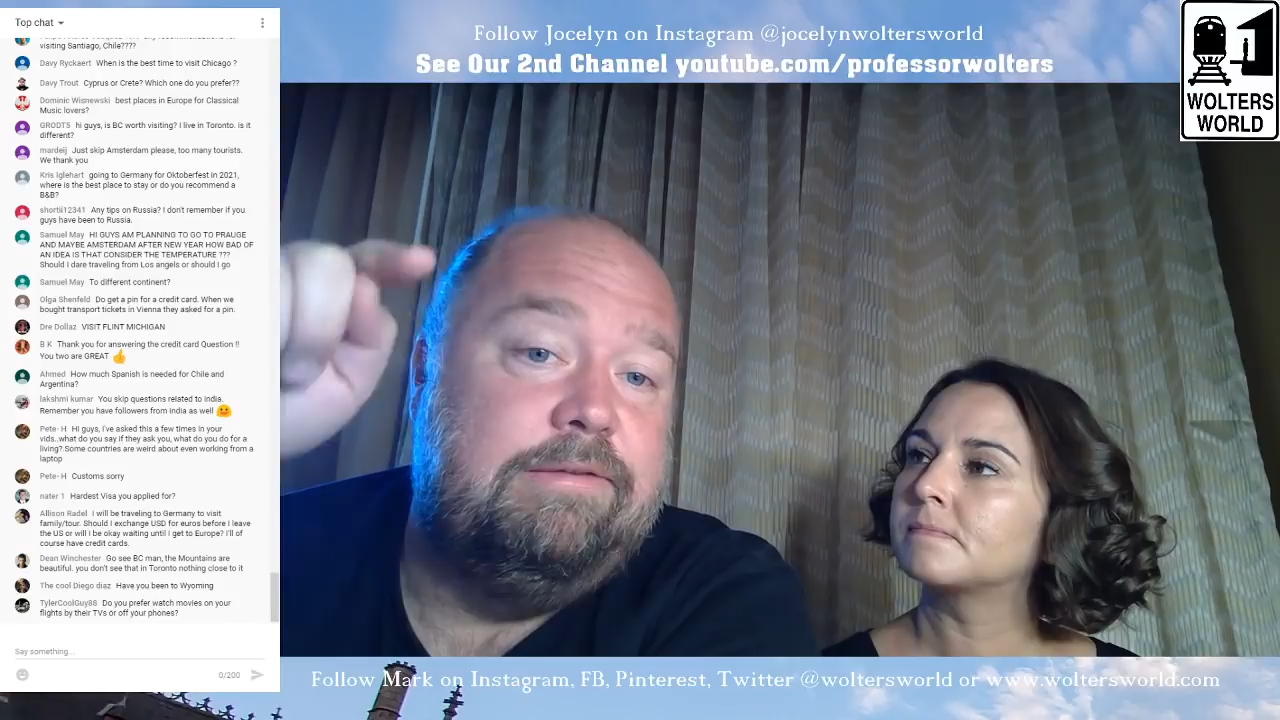 Top chat
visiting Santiago, Chile????
Davy Ryckaert When is the best time to visit Chicago ?
Davy Trout Cyprus or Crete? Which one do you prefer??
Dominic Wisnewski best places in Europe for Classical
Music lovers?
GRODTS hi guys, is BC worth visiting? I live in Toronto. is it
different?
mardeij Just skip Amsterdam please, too many tourists.
We thank you
Kris Iglehart going to Germany for Oktoberfest in 2021,
where is the best place to stay or do you recommend a
B&B?
shortii12341 Any tips on Russia? I don't remember if you
guys have been to Russia.
Samuel May HI GUYS AM PLANNING TO GO TO PRAUGE
AND MAYBE AMSTERDAM AFTER NEW YEAR HOW BAD OF
AN IDEA IS THAT CONSIDER THE TEMPERATURE ???
Should I dare traveling from Los angels or should I go
Samuel May To different continent?
Olga Shenfeld Do get a pin for a credit card. When we
bought transport tickets in Vienna they asked for a pin.
Dre Dollaz VISIT FLINT MICHIGAN
B K Thank you for answering the credit card Question !!
You two are GREAT 👍
Ahmed How much Spanish is needed for Chile and
Argentina?
lakshmi kumar You skip questions related to india.
Remember you have followers from india as well 🙂
Pete- H Hi guys, i've asked this a few times in your
vids..what do you say if they ask you, what do you do for a
living? Some countries are weird about even working from a
laptop
Pete- H Customs sorry
nater 1 Hardest Visa you applied for?
Allison Radel I will be traveling to Germany to visit
family/tour. Should I exchange USD for euros before I leave
the US or will I be okay waiting until I get to Europe? I'll of
course have credit cards.
Dean Winchester Go see BC man, the Mountains are
beautiful. you don't see that in Toronto nothing close to it
The cool Diego diaz Have you been to Wyoming
TylerCoolGuy88 Do you prefer watch movies on your
flights by their TVs or off your phones?
Say something...
0/200
Follow Jocelyn on Instagram @jocelynwoltersworld
See Our 2nd Channel youtube.com/professorwolters
WOLTERS
WORLD
Follow Mark on Instagram, FB, Pinterest, Twitter @woltersworld or www.woltersworld.com